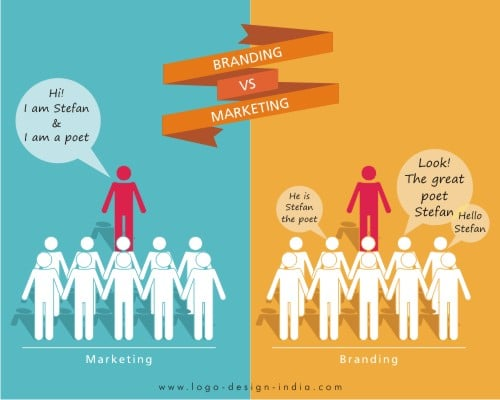 BRANDING
VS
MARKETING
Hi!
I am Stefan
&
I am a poet
Look!
The great
poet
Stefan
He is
Stefan
the poet
Hello
Stefan
Marketing
Branding
www.logo-design-india.com